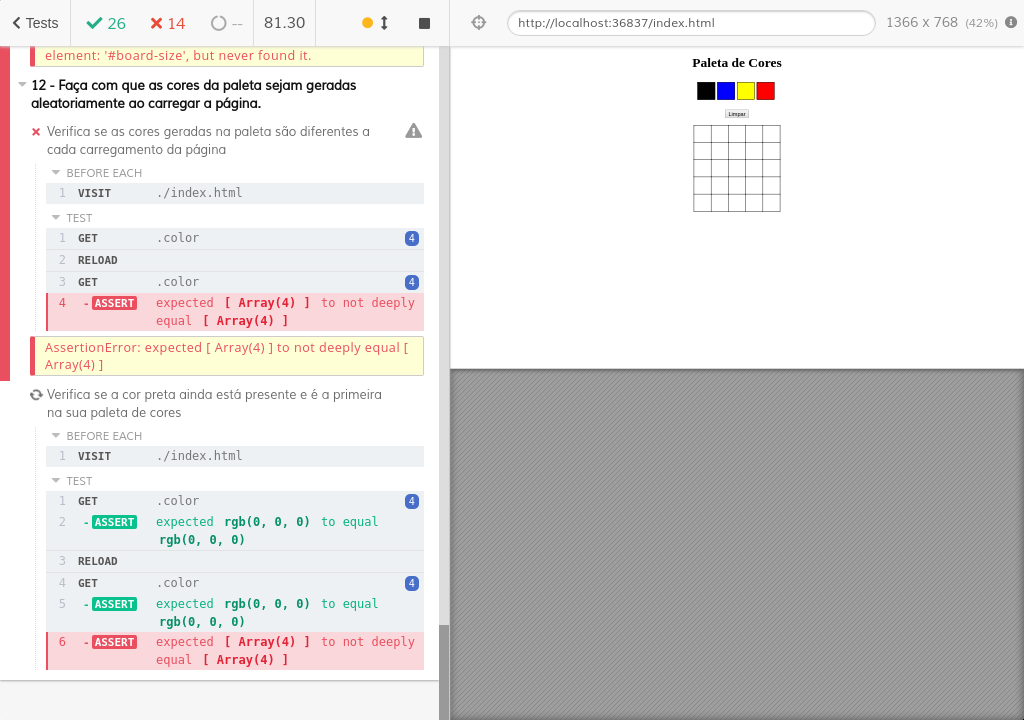 Tests 26 14 -- 81.30
http://localhost:36837/index.html 1366 x 768 (42%)
element: '#board-size', but never found it.
12 - Faça com que as cores da paleta sejam geradas
aleatoriamente ao carregar a página.
Verifica se as cores geradas na paleta são diferentes a
cada carregamento da página
BEFORE EACH
1 VISIT ./index.html
TEST
1 GET .color 4
2 RELOAD
3 GET .color 4
4 -ASSERT expected [ Array(4) ] to not deeply
equal [ Array(4) ]
AssertionError: expected [ Array(4) ] to not deeply equal [
Array(4) ]
Verifica se a cor preta ainda está presente e é a primeira
na sua paleta de cores
BEFORE EACH
1 VISIT ./index.html
TEST
1 GET .color 4
2 -ASSERT expected rgb(0, 0, 0) to equal
rgb(0, 0, 0)
3 RELOAD
4 GET .color 4
5 -ASSERT expected rgb(0, 0, 0) to equal
rgb(0, 0, 0)
6 -ASSERT expected [ Array(4) ] to not deeply
equal [ Array(4) ]
Paleta de Cores
Limpar